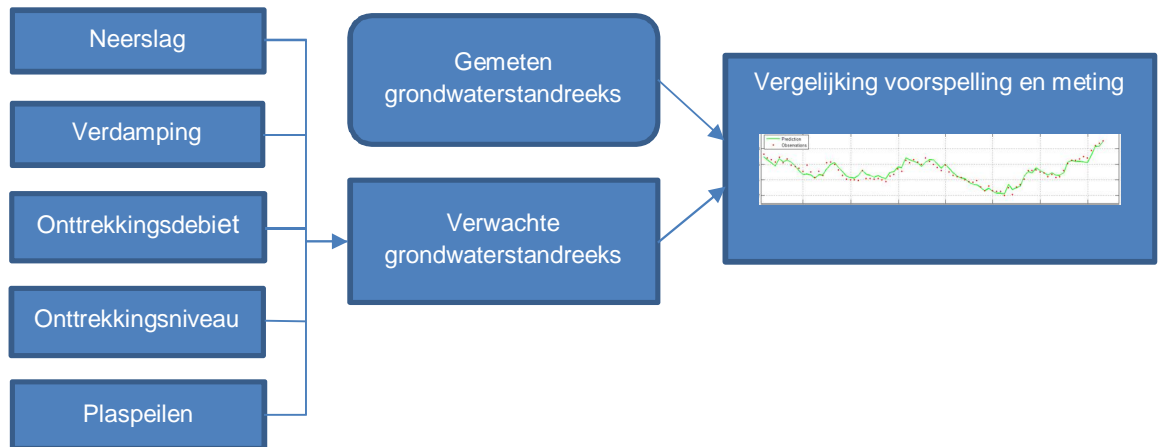 Neerslag
Verdamping
Onttrekkingsdebiet
Onttrekkingsniveau
Plaspeilen
Gemeten
grondwaterstandreeks
Verwachte
grondwaterstandreeks
Vergelijking voorspelling en meting
Prediction
Observations